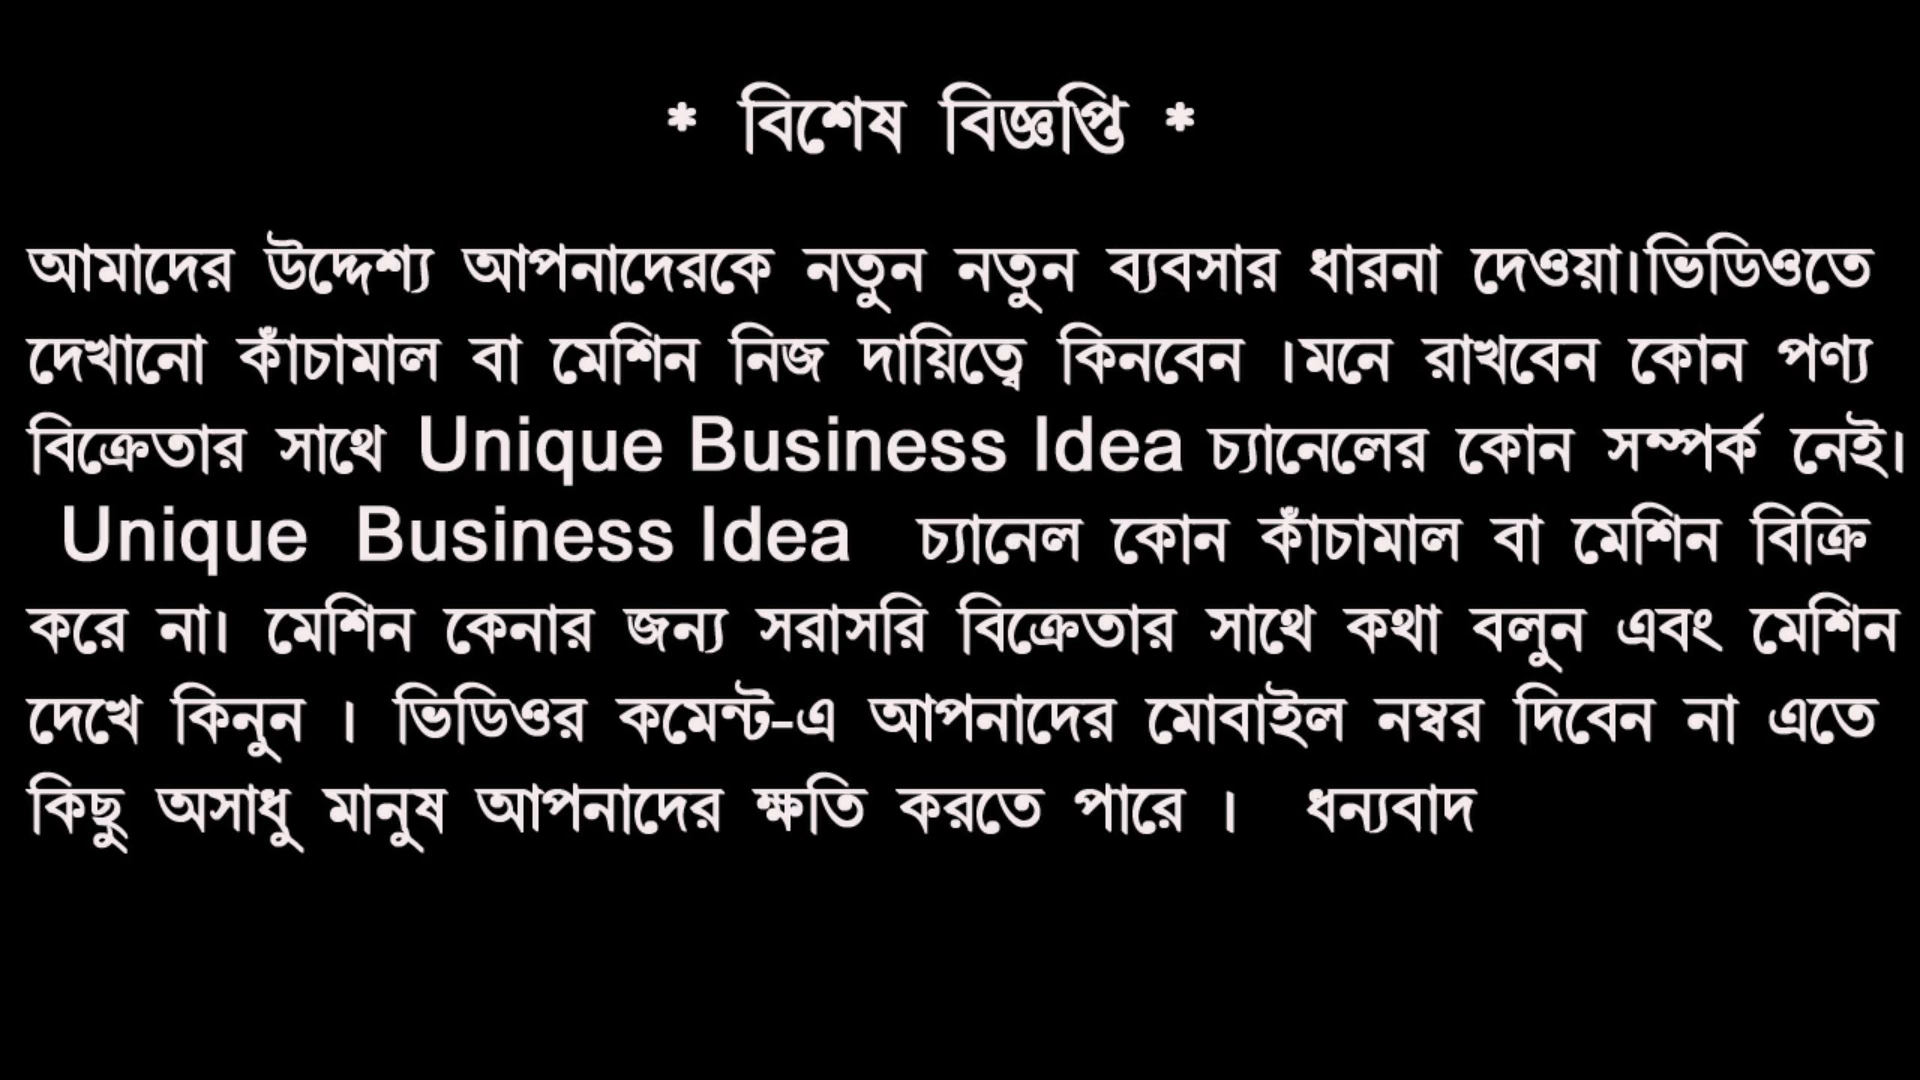 * বিশেষ বিজ্ঞপ্তি *
আমাদের উদ্দেশ্য আপনাদেরকে নতুন নতুন ব্যবসার ধারনা দেওয়া।ভিডিওতে
দেখানো কাঁচামাল বা মেশিন নিজ দায়িত্বে কিনবেন ।মনে রাখবেন কোন পণ্য
বিক্রেতার সাথে Unique Business Idea চ্যানেলের কোন সম্পর্ক নেই।
Unique Business Idea চ্যানেল কোন কাঁচামাল বা মেশিন বিক্রি
করে না। মেশিন কেনার জন্য সরাসরি বিক্রেতার সাথে কথা বলুন এবং মেশিন
দেখে কিনুন । ভিডিওর কমেন্ট-এ আপনাদের মোবাইল নম্বর দিবেন না এতে
কিছু অসাধু মানুষ আপনাদের ক্ষতি করতে পারে । ধন্যবাদ